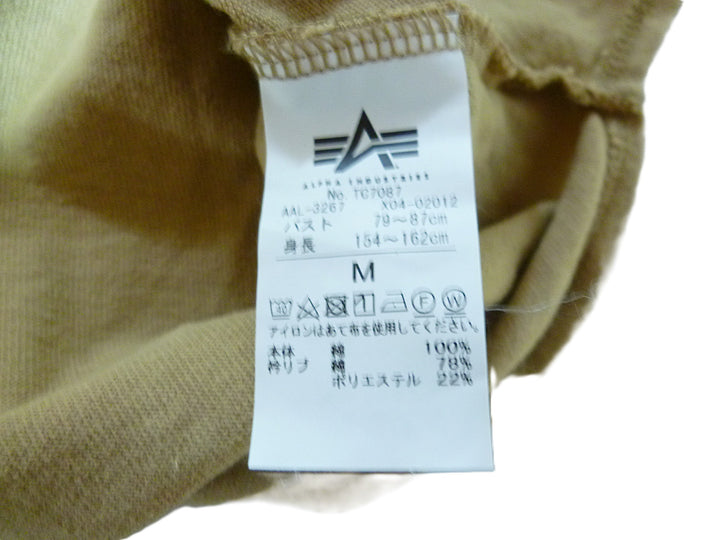 ALPHA INDUSTRIES
No. TC7087
AAL-3267 X04-02012
バスト 79～87cm
身長 154～162cm
M
F W
アイロンはあて布を使用してください。
本体 綿 100%
衿リブ 綿 78%
ポリエステル 22%